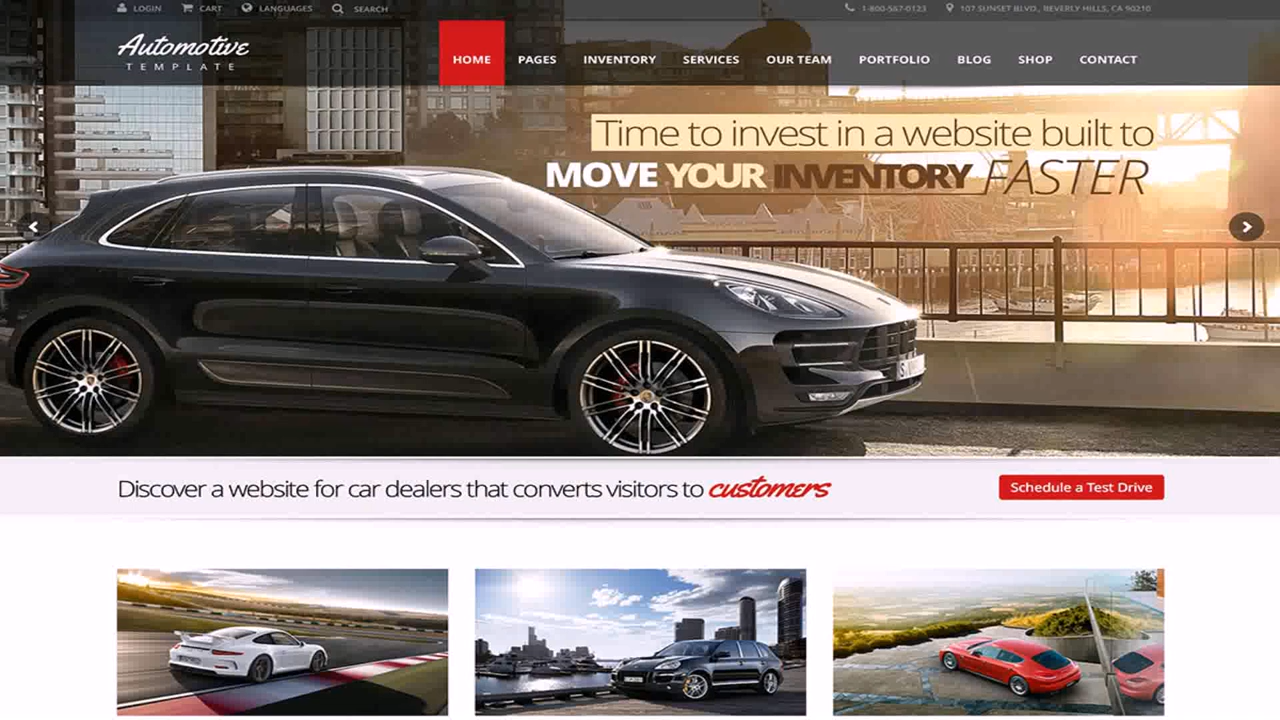 LOGIN CART LANGUAGES SEARCH 1-800-567-0123 107 SUNSET BLVD., BEVERLY HILLS, CA 90210
Automotive
TEMPLATE
HOME PAGES INVENTORY SERVICES OUR TEAM PORTFOLIO BLOG SHOP CONTACT
Time to invest in a website built to
MOVE YOUR INVENTORY FASTER
Discover a website for car dealers that converts visitors to customers
Schedule a Test Drive